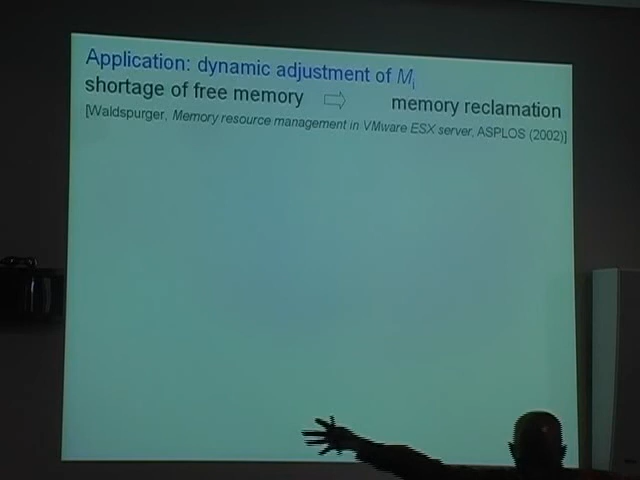 Application: dynamic adjustment of Mi
shortage of free memory ⇨ memory reclamation
[Waldspurger, Memory resource management in VMware ESX server, ASPLOS (2002)]